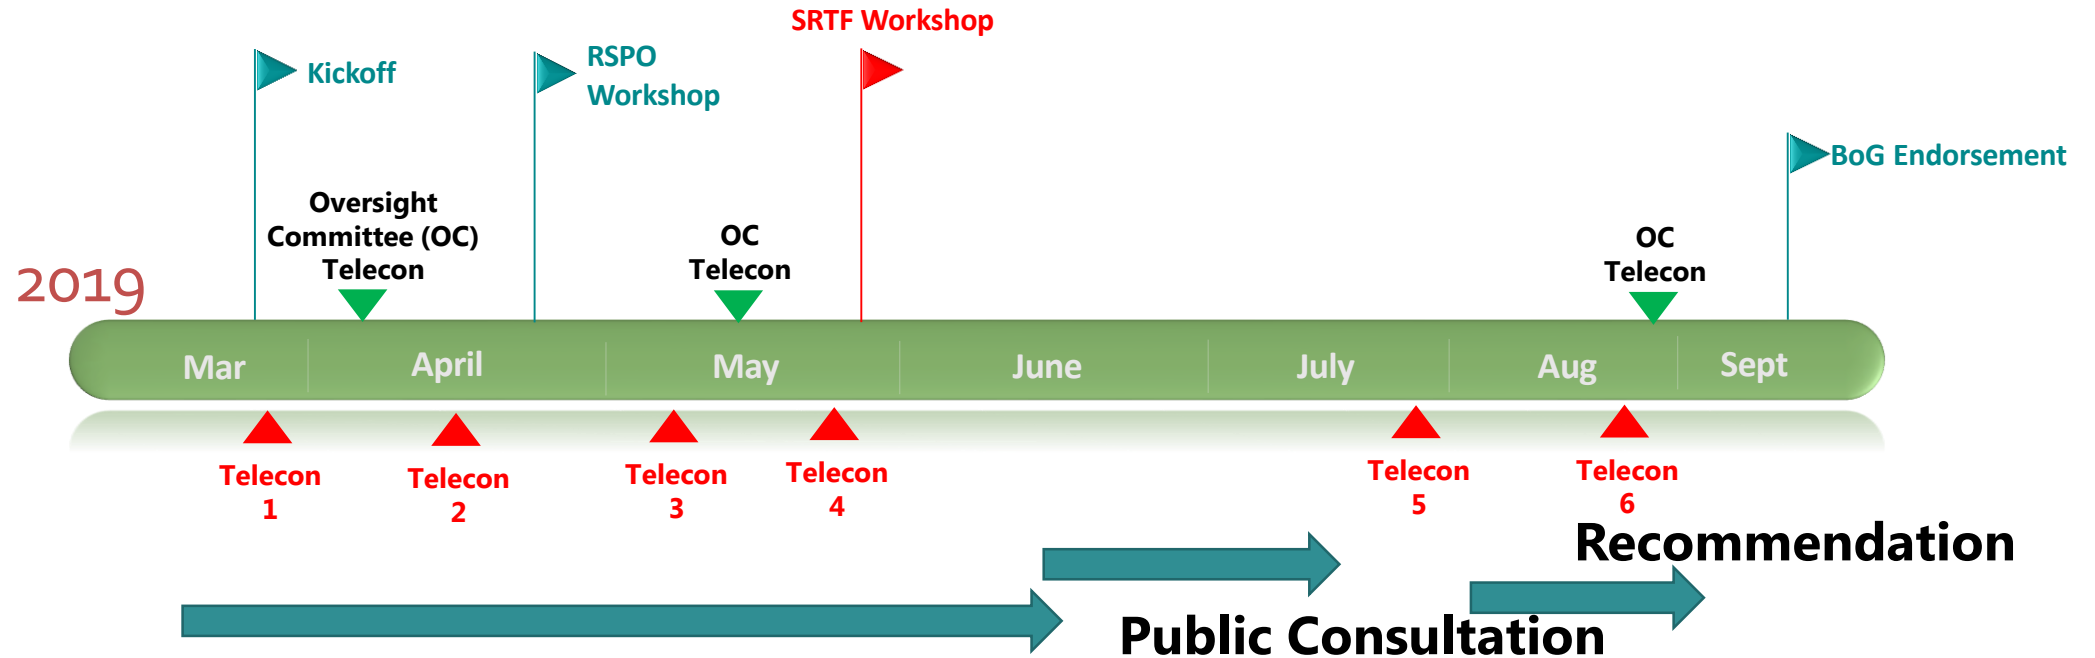 SRTF Workshop
Kickoff
RSPO
Workshop
BoG Endorsement
Oversight
Committee (OC)
Telecon
OC
Telecon
OC
Telecon
2019
Mar
April
May
June
July
Aug
Sept
Telecon
1
Telecon
2
Telecon
3
Telecon
4
Telecon
5
Telecon
6
Recommendation
Public Consultation